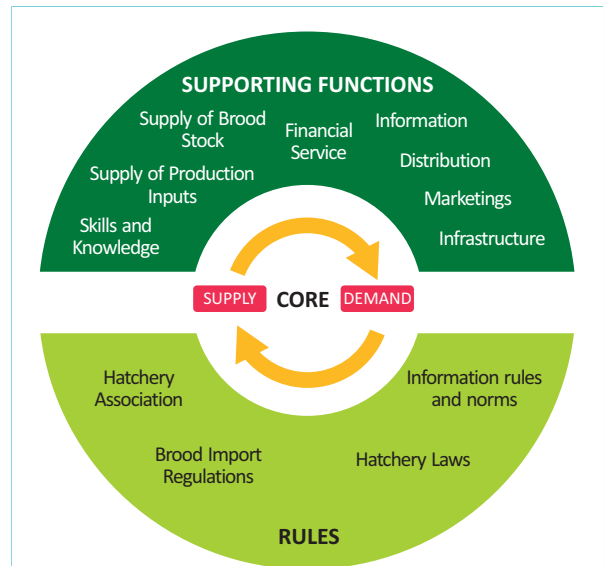 SUPPORTING FUNCTIONS
Supply of Brood
Stock
Financial
Service
Information
Distribution
Supply of Production
Inputs
Marketings
Skills and
Knowledge
Infrastructure
SUPPLY
CORE
DEMAND
Hatchery
Association
Information rules
and norms
Brood Import
Regulations
Hatchery Laws
RULES